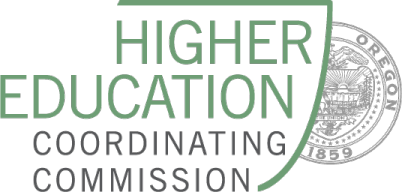 HIGHER
EDUCATION
COORDINATING
COMMISSION
OREGON
1859